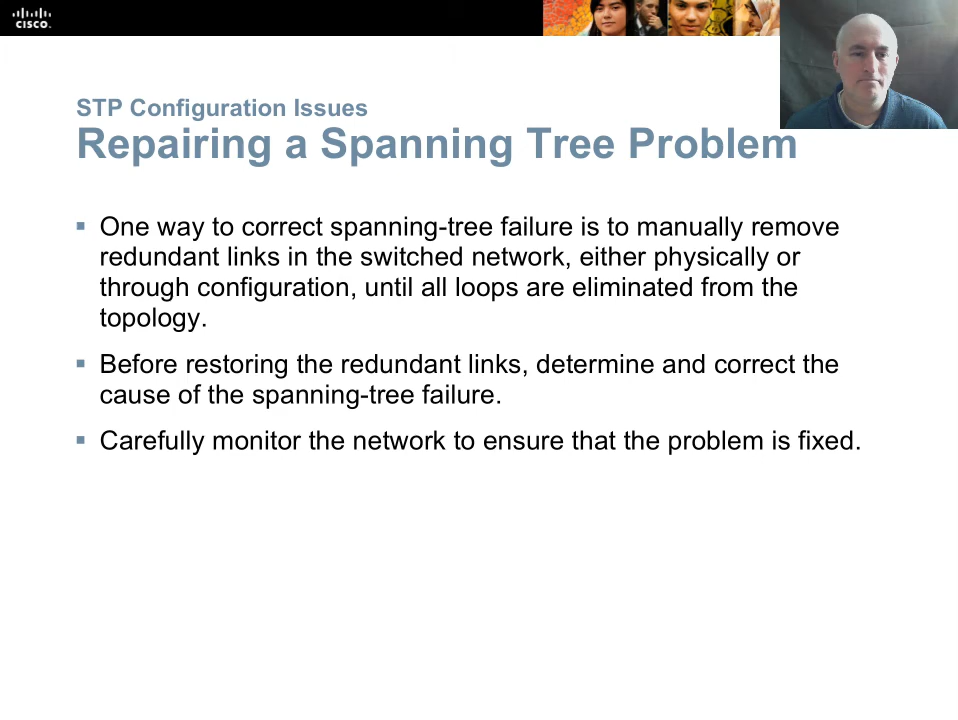 CISCO
STP Configuration Issues
Repairing a Spanning Tree Problem
▪ One way to correct spanning-tree failure is to manually remove
redundant links in the switched network, either physically or
through configuration, until all loops are eliminated from the
topology.
▪ Before restoring the redundant links, determine and correct the
cause of the spanning-tree failure.
▪ Carefully monitor the network to ensure that the problem is fixed.